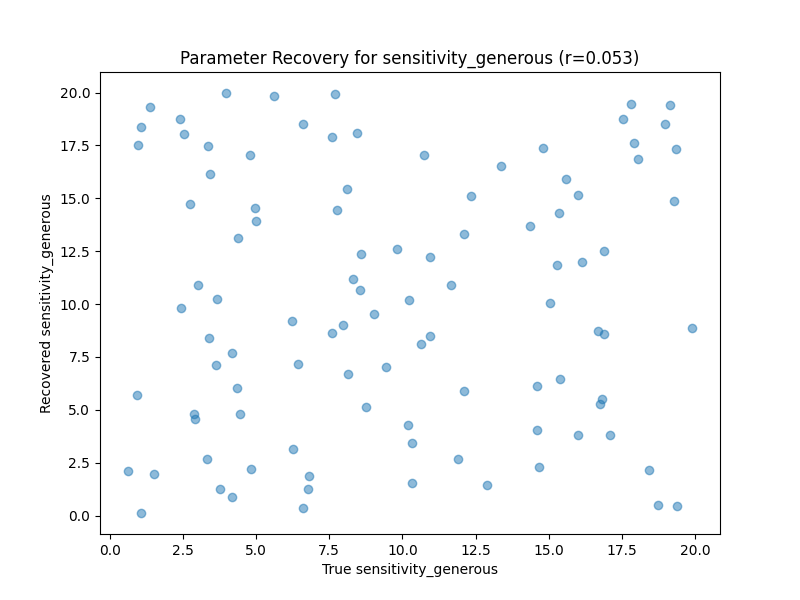 Parameter Recovery for sensitivity_generous (r=0.053)
20.0
17.5
15.0
12.5
10.0
7.5
5.0
2.5
0.0
Recovered sensitivity_generous
0.0 2.5 5.0 7.5 10.0 12.5 15.0 17.5 20.0
True sensitivity_generous